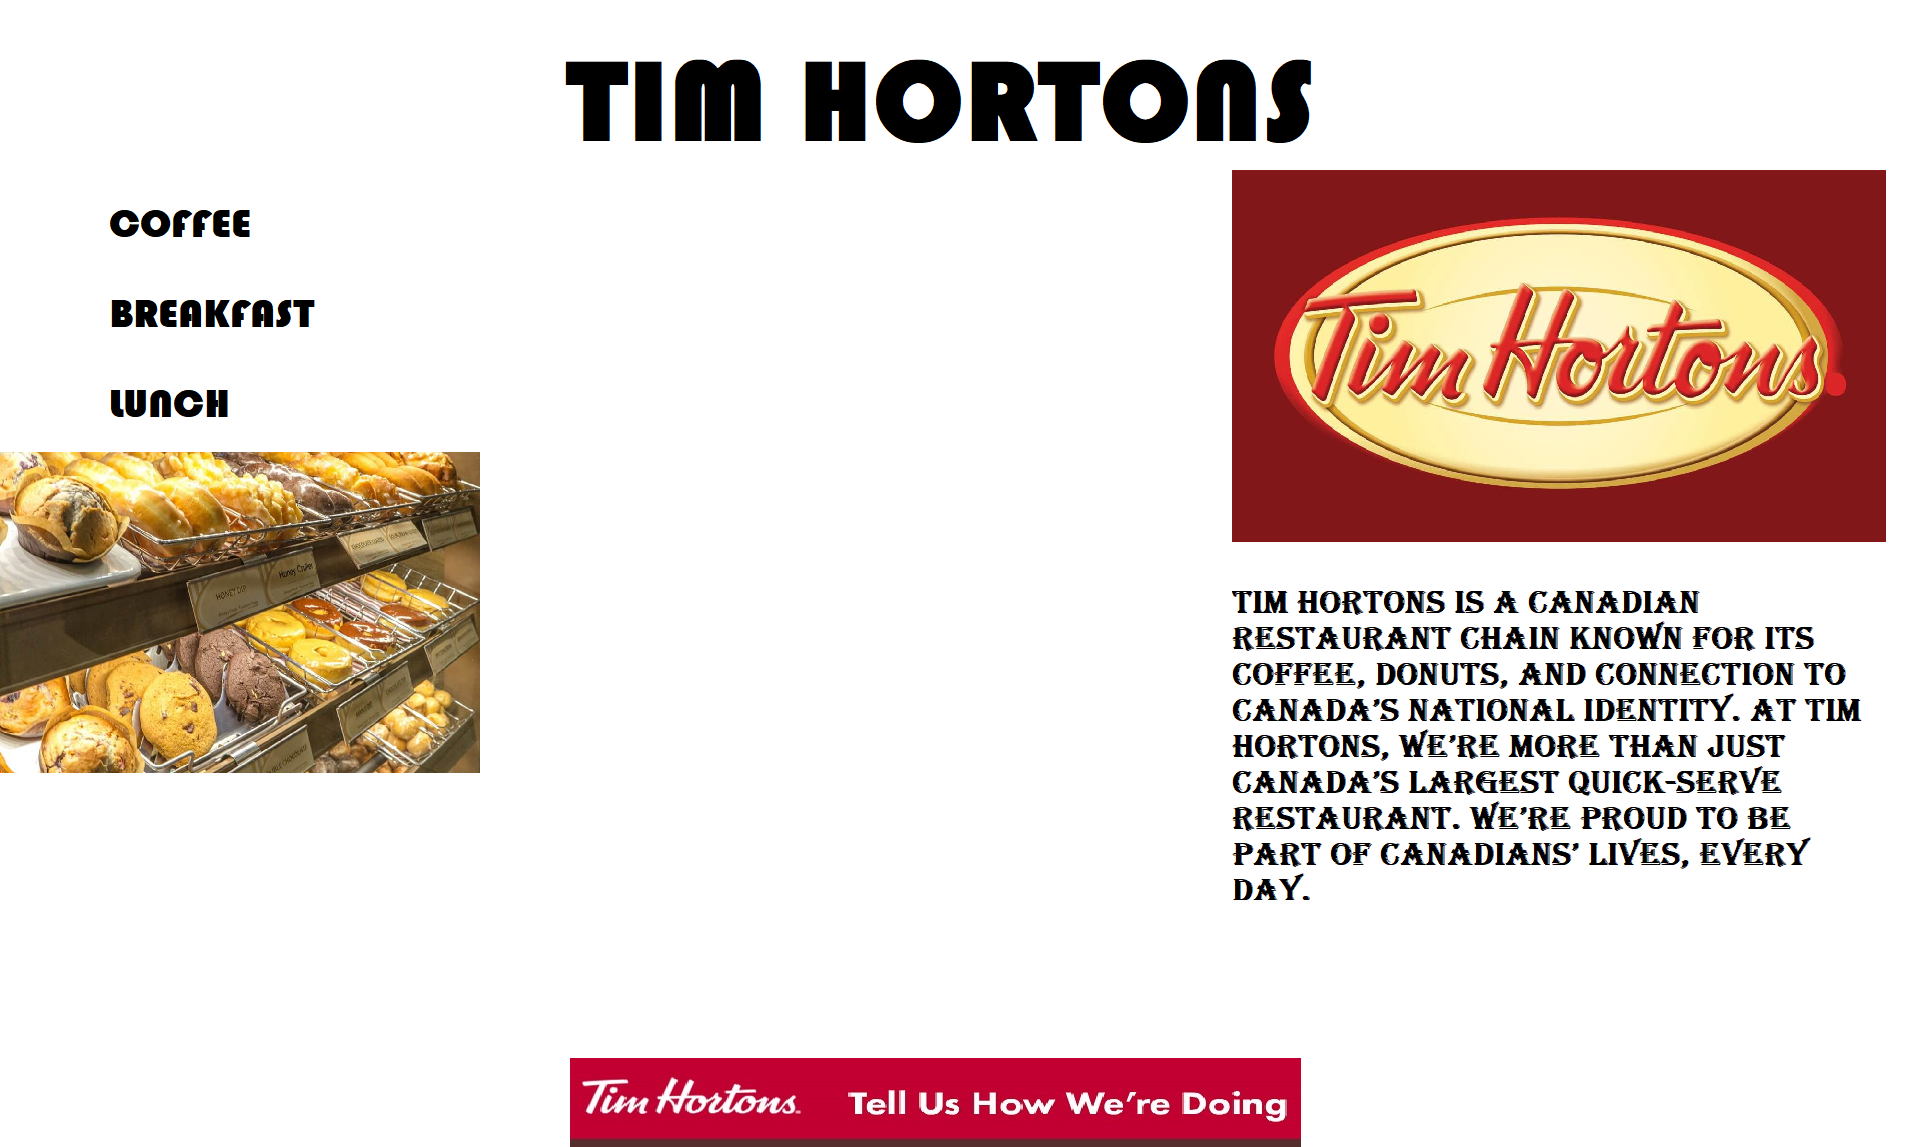 TIM HORTONS
COFFEE
BREAKFAST
LUNCH
HONEY DIP
Honey Cruller
Tim Hortons.
TIM HORTONS IS A CANADIAN
RESTAURANT CHAIN KNOWN FOR ITS
COFFEE, DONUTS, AND CONNECTION TO
CANADA’S NATIONAL IDENTITY. AT TIM
HORTONS, WE’RE MORE THAN JUST
CANADA’S LARGEST QUICK-SERVE
RESTAURANT. WE’RE PROUD TO BE
PART OF CANADIANS’ LIVES, EVERY
DAY.
Tim Hortons. Tell Us How We’re Doing